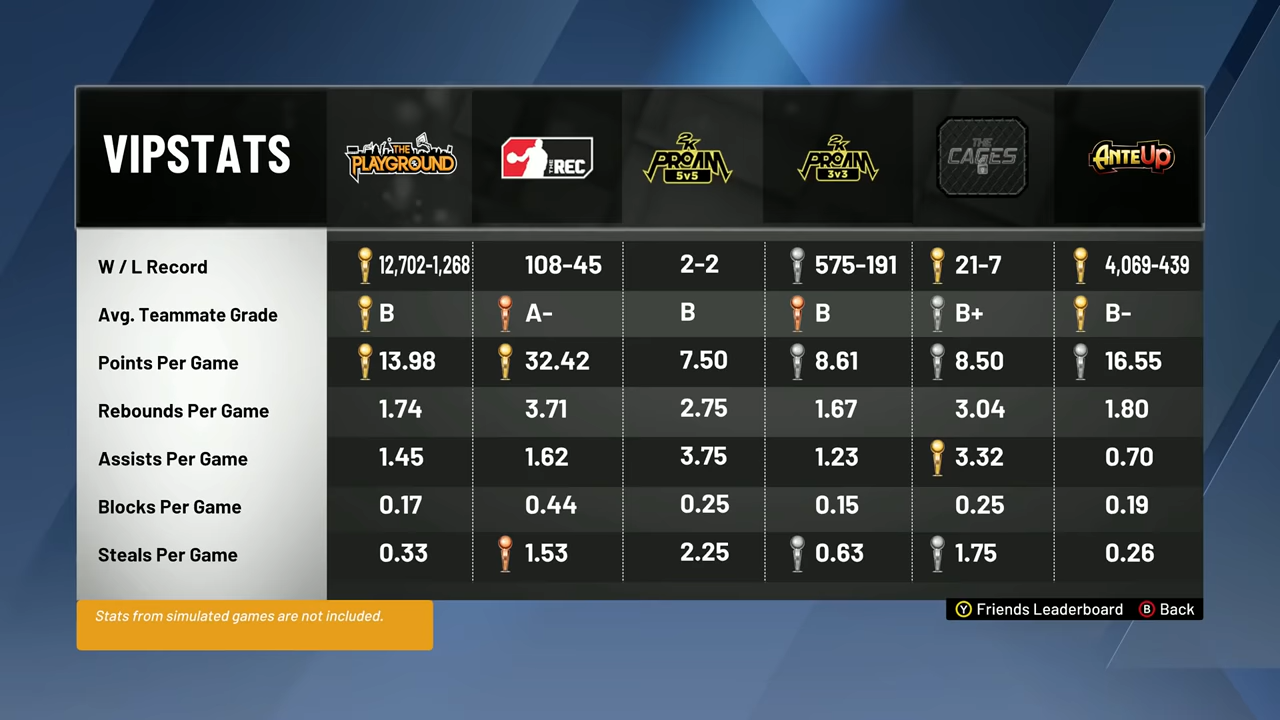 VIPSTATS
THE PLAYGROUND
THE REC
2K PROAM 5v5
2K PROAM 3v3
THE CAGES
ANTEUP
W / L Record 12,702-1,268 108-45 2-2 575-191 21-7 4,069-439
Avg. Teammate Grade B A- B B B+ B-
Points Per Game 13.98 32.42 7.50 8.61 8.50 16.55
Rebounds Per Game 1.74 3.71 2.75 1.67 3.04 1.80
Assists Per Game 1.45 1.62 3.75 1.23 3.32 0.70
Blocks Per Game 0.17 0.44 0.25 0.15 0.25 0.19
Steals Per Game 0.33 1.53 2.25 0.63 1.75 0.26
Stats from simulated games are not included.
Y Friends Leaderboard B Back